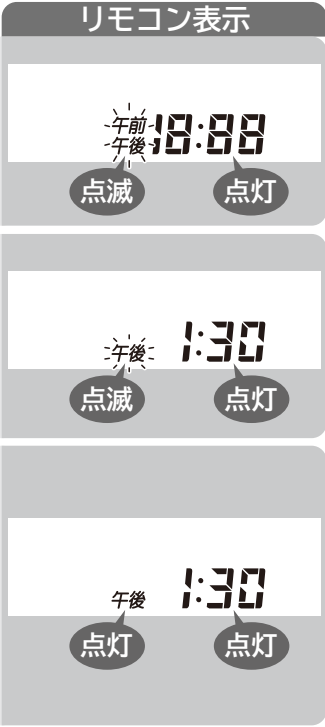 リモコン表示
午前
午後 18:88
点滅 点灯
午後 1:30
点滅 点灯
午後 1:30
点灯 点灯